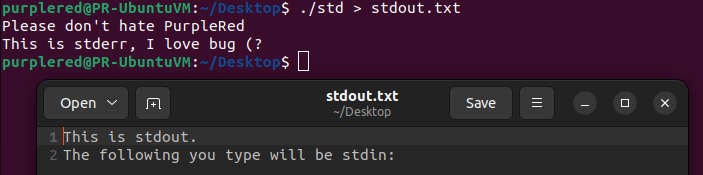 purplered@PR-UbuntuVM:~/Desktop$ ./std > stdout.txt
Please don't hate PurpleRed
This is stderr, I love bug (?
purplered@PR-UbuntuVM:~/Desktop$
Open
stdout.txt
~/Desktop
Save
1 This is stdout.
2 The following you type will be stdin: